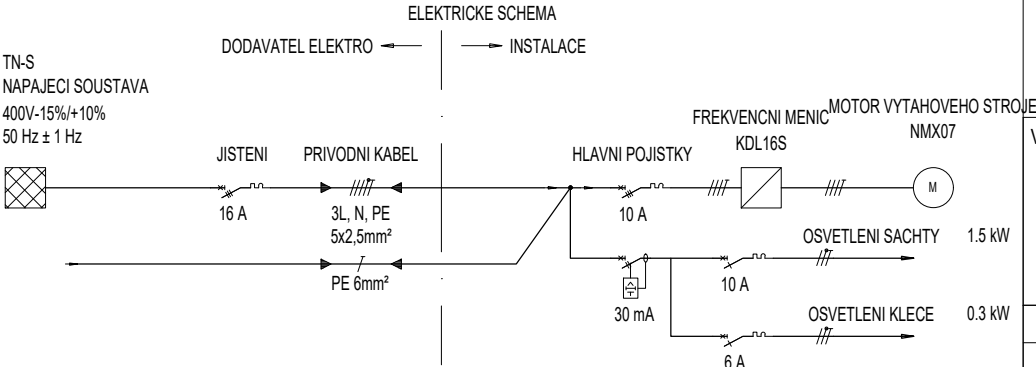 ELEKTRICKE SCHEMA
DODAVATEL ELEKTRO
INSTALACE
TN-S
NAPAJECI SOUSTAVA
400V-15%/+10%
50 Hz ± 1 Hz
JISTENI
PRIVODNI KABEL
HLAVNI POJISTKY
FREKVENCNI MENIC
KDL16S
MOTOR VYTAHOVEHO STROJE
NMX07
V
M
16 A
3L, N, PE
5x2,5mm²
10 A
PE 6mm²
OSVETLENI SACHTY
1.5 kW
10 A
30 mA
OSVETLENI KLECE
0.3 kW
6 A